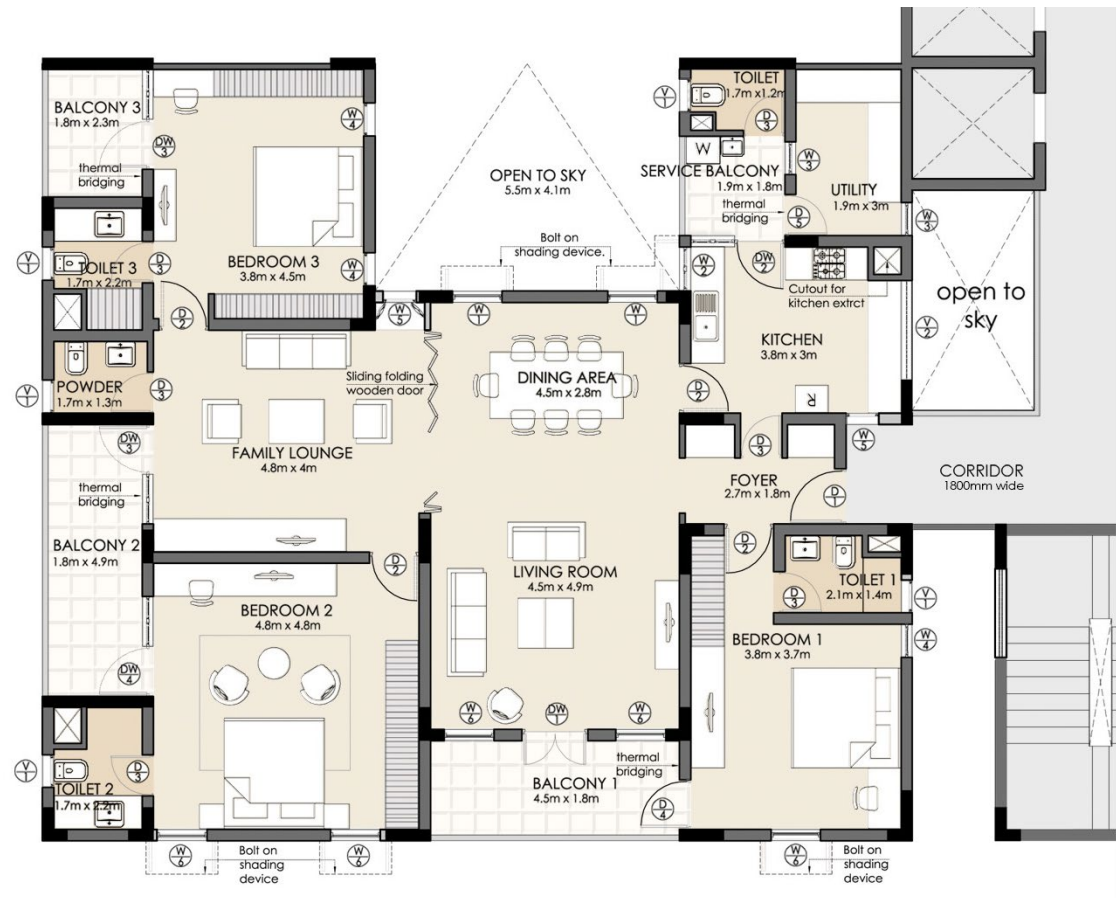 BALCONY 3
1.8m x 2.3m
DW
3
thermal
bridging
W
4
BEDROOM 3
3.8m x 4.5m
W
4
V
1
TOILET 3
1.7m x 2.2m
D
3
D
2
OPEN TO SKY
5.5m x 4.1m
Bolt on
shading device.
W
5
W
1
W
1
V
1
TOILET
1.7m x1.2m
D
3
W
SERVICE BALCONY
1.9m x 1.8m
thermal
bridging
W
3
D
5
UTILITY
1.9m x 3m
W
3
W
2
DW
2
Cutout for
kitchen extrct
KITCHEN
3.8m x 3m
V
2
open to
sky
R
D
2
D
3
W
5
V
1
POWDER
1.7m x 1.3m
D
3
Sliding folding
wooden door
DINING AREA
4.5m x 2.8m
FAMILY LOUNGE
4.8m x 4m
DW
3
thermal
bridging
BALCONY 2
1.8m x 4.9m
DW
4
FOYER
2.7m x 1.8m
D
1
CORRIDOR
1800mm wide
D
2
D
2
LIVING ROOM
4.5m x 4.9m
BEDROOM 2
4.8m x 4.8m
TOILET 1
2.1m x 1.4m
D
3
V
1
BEDROOM 1
3.8m x 3.7m
W
4
W
6
DW
1
W
6
thermal
bridging
BALCONY 1
4.5m x 1.8m
D
4
V
1
D
3
TOILET 2
1.7m x 2.2m
W
6
Bolt on
shading
device
W
6
W
6
Bolt on
shading
device